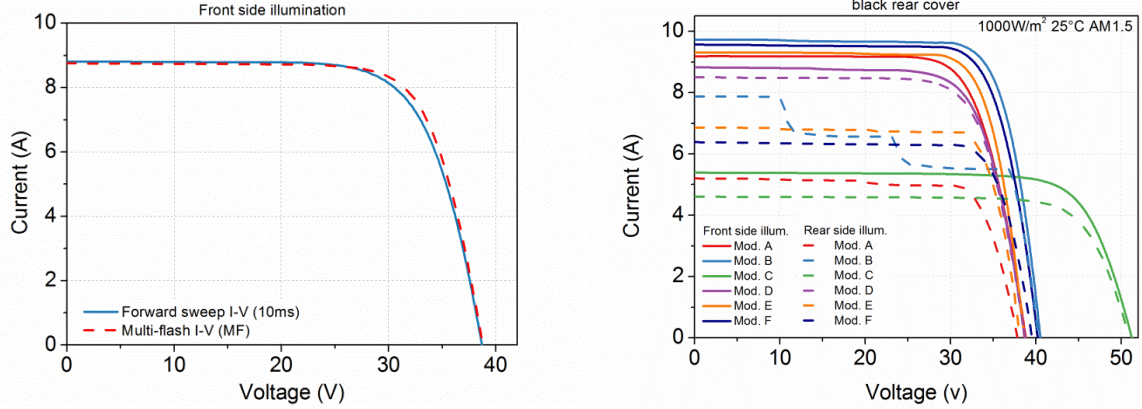 Front side illumination
10
8
6
4
2
0
Current (A)
0
10
20
30
40
Voltage (V)
Forward sweep I-V (10ms)
Multi-flash I-V (MF)
black rear cover
1000W/m² 25°C AM1.5
10
8
6
4
2
0
Current (A)
Front side illum. Rear side illum.
Mod. A Mod. A
Mod. B Mod. B
Mod. C Mod. C
Mod. D Mod. D
Mod. E Mod. E
Mod. F Mod. F
0
10
20
30
40
50
Voltage (v)